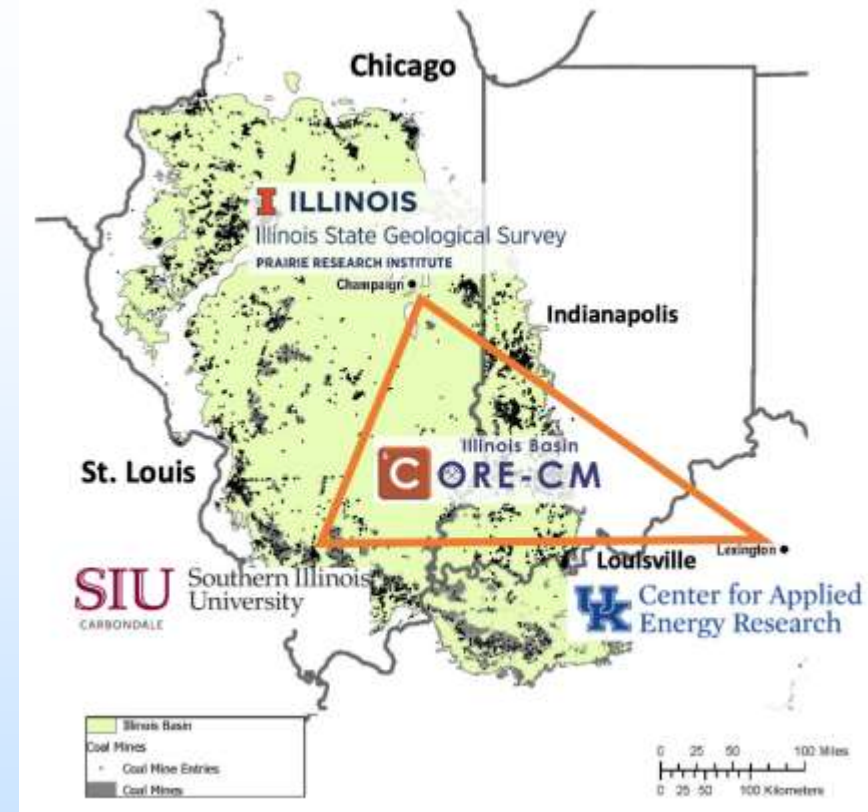 Chicago
I ILLINOIS
Illinois State Geological Survey
PRAIRIE RESEARCH INSTITUTE
Champaign
Indianapolis
Illinois Basin
CORE-CM
St. Louis
Louisville
Lexington
SIU Southern Illinois
University
CARBONDALE
UK Center for Applied
Energy Research
Illinois Basin
Coal Mines
Coal Mine Entries
Coal Mines
0 25 50 100 Miles
0 25 50 100 Kilometers